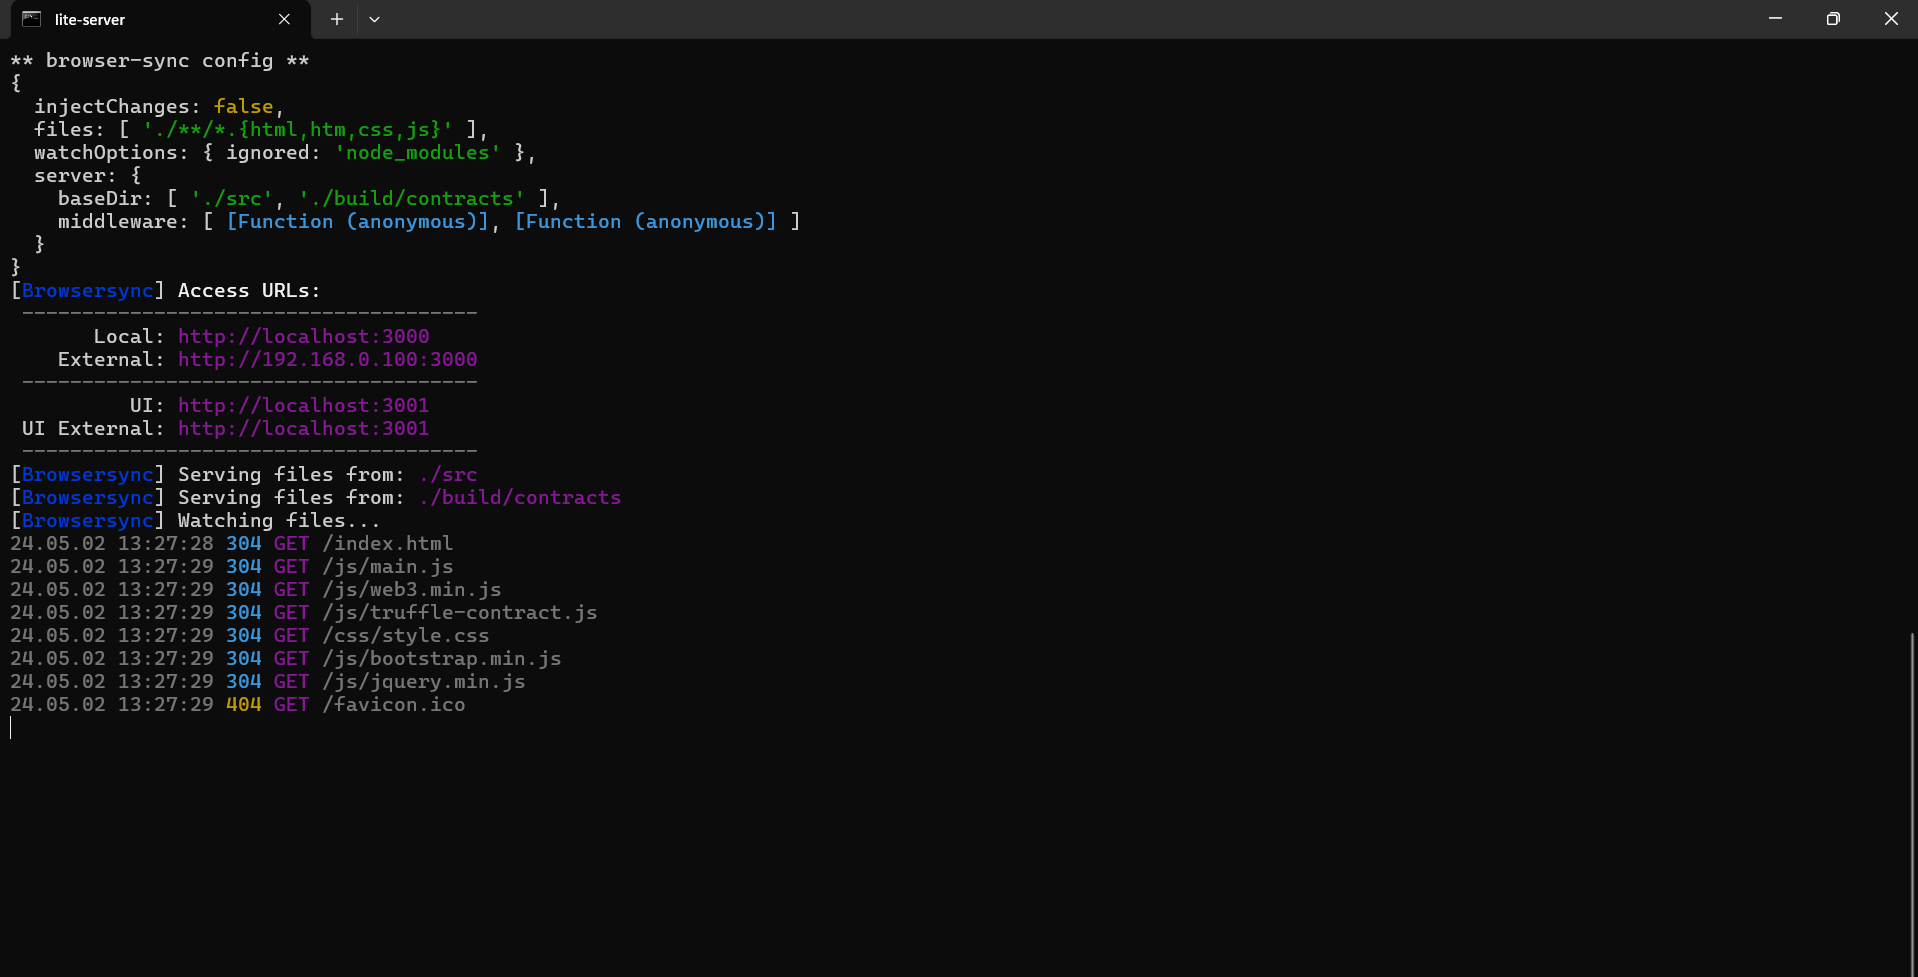 lite-server
** browser-sync config **
{
  injectChanges: false,
  files: [ './**/*.{html,htm,css,js}' ],
  watchOptions: { ignored: 'node_modules' },
  server: {
    baseDir: [ './src', './build/contracts' ],
    middleware: [ [Function (anonymous)], [Function (anonymous)] ]
  }
}
[Browsersync] Access URLs:
 --------------------------------------
       Local: http://localhost:3000
    External: http://192.168.0.100:3000
 --------------------------------------
          UI: http://localhost:3001
 UI External: http://localhost:3001
 --------------------------------------
[Browsersync] Serving files from: ./src
[Browsersync] Serving files from: ./build/contracts
[Browsersync] Watching files...
24.05.02 13:27:28 304 GET /index.html
24.05.02 13:27:29 304 GET /js/main.js
24.05.02 13:27:29 304 GET /js/web3.min.js
24.05.02 13:27:29 304 GET /js/truffle-contract.js
24.05.02 13:27:29 304 GET /css/style.css
24.05.02 13:27:29 304 GET /js/bootstrap.min.js
24.05.02 13:27:29 304 GET /js/jquery.min.js
24.05.02 13:27:29 404 GET /favicon.ico